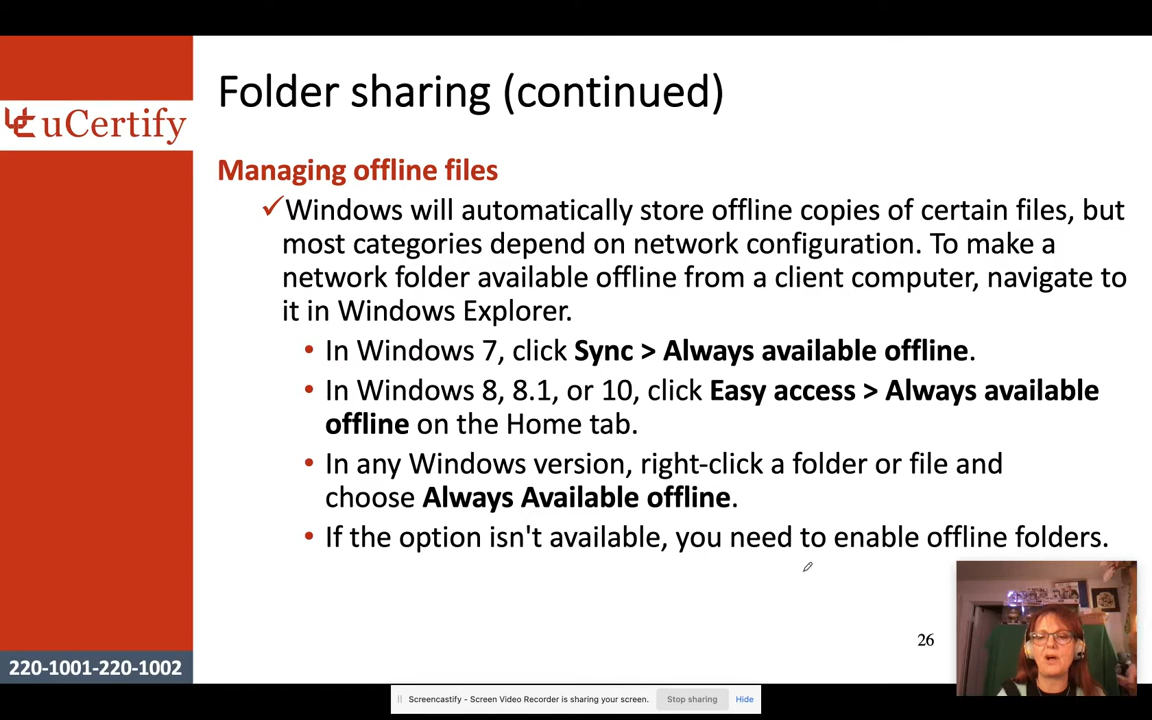 Folder sharing (continued)
uCertify
Managing offline files
✓Windows will automatically store offline copies of certain files, but
most categories depend on network configuration. To make a
network folder available offline from a client computer, navigate to
it in Windows Explorer.
• In Windows 7, click Sync > Always available offline.
• In Windows 8, 8.1, or 10, click Easy access > Always available
offline on the Home tab.
• In any Windows version, right-click a folder or file and
choose Always Available offline.
• If the option isn't available, you need to enable offline folders.
26
220-1001-220-1002
Screencastify - Screen Video Recorder is sharing your screen. Stop sharing Hide